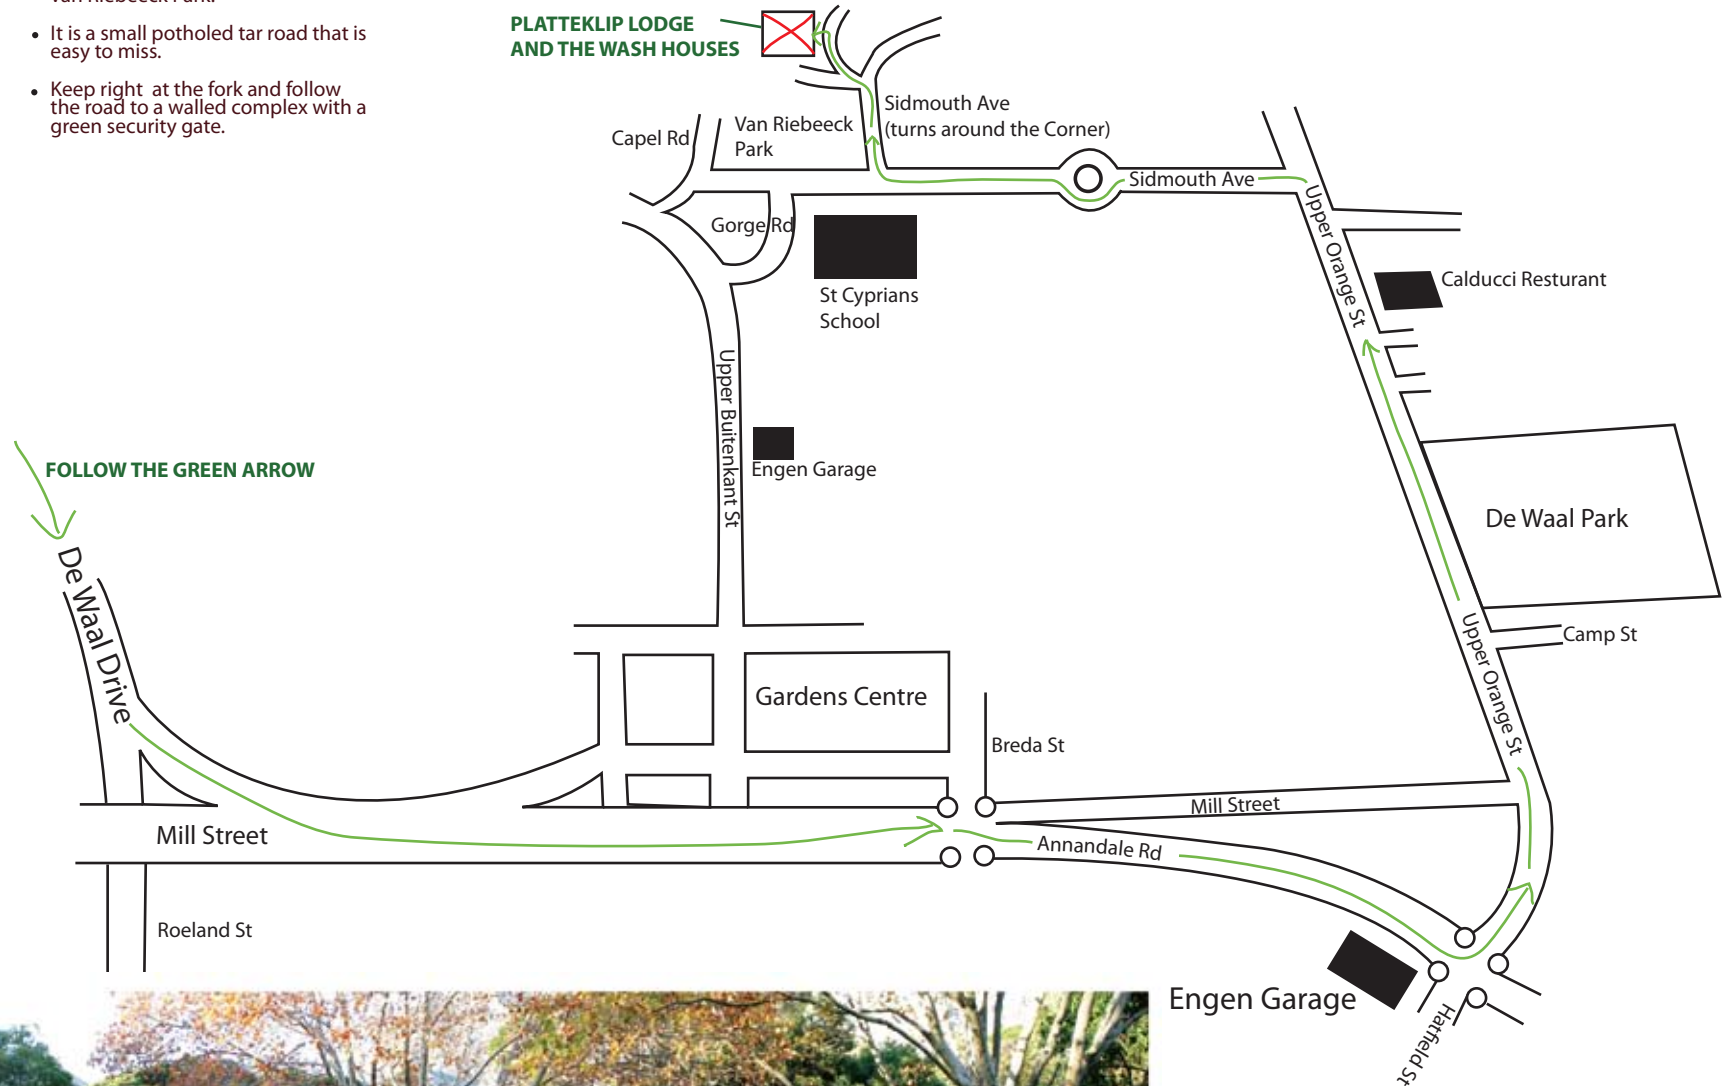 Van Riebeeck Park.
• It is a small potholed tar road that is
easy to miss.
• Keep right at the fork and follow
the road to a walled complex with a
green security gate.
PLATTEKLIP LODGE
AND THE WASH HOUSES
Sidmouth Ave
(turns around the Corner)
Capel Rd
Van Riebeeck
Park
Sidmouth Ave
Gorge Rd
Upper Orange St
St Cyprians
School
Calducci Resturant
Upper Buitenkant St
Engen Garage
FOLLOW THE GREEN ARROW
De Waal Park
De Waal Drive
Camp St
Upper Orange St
Gardens Centre
Breda St
Mill Street
Mill Street
Annandale Rd
Roeland St
Engen Garage
Hatfield St